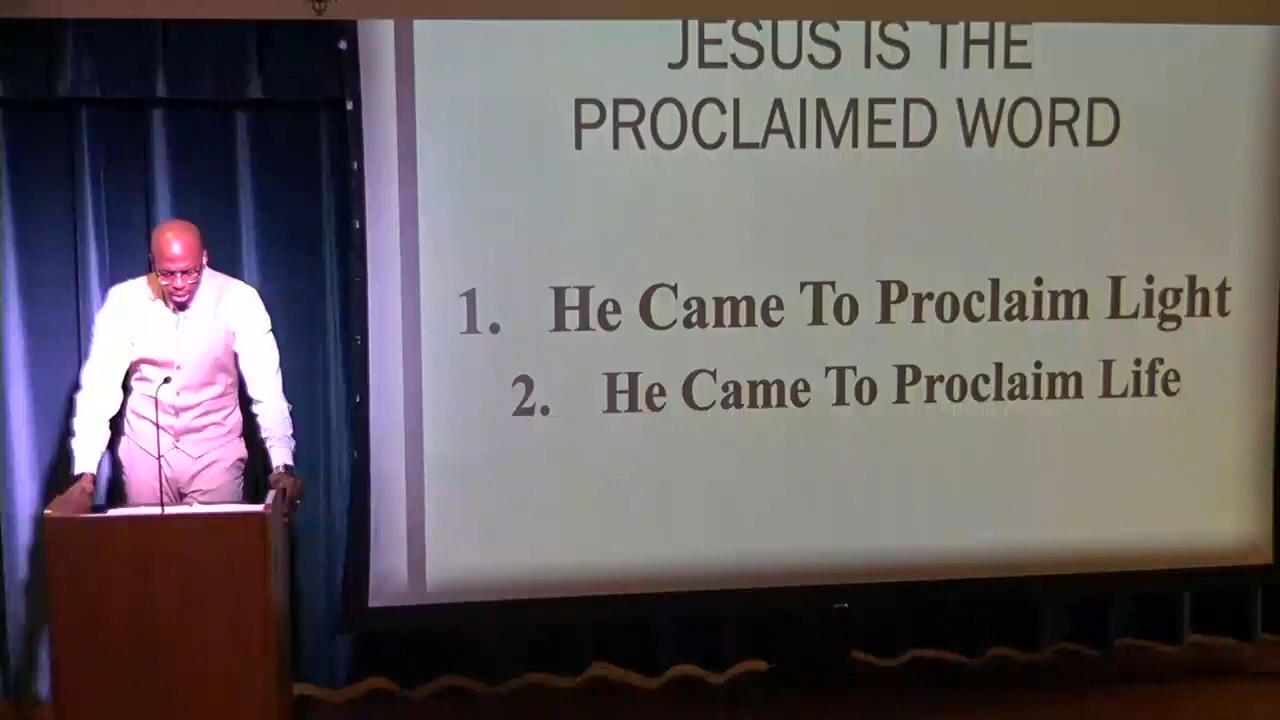 JESUS IS THE
PROCLAIMED WORD
1. He Came To Proclaim Light
2. He Came To Proclaim Life